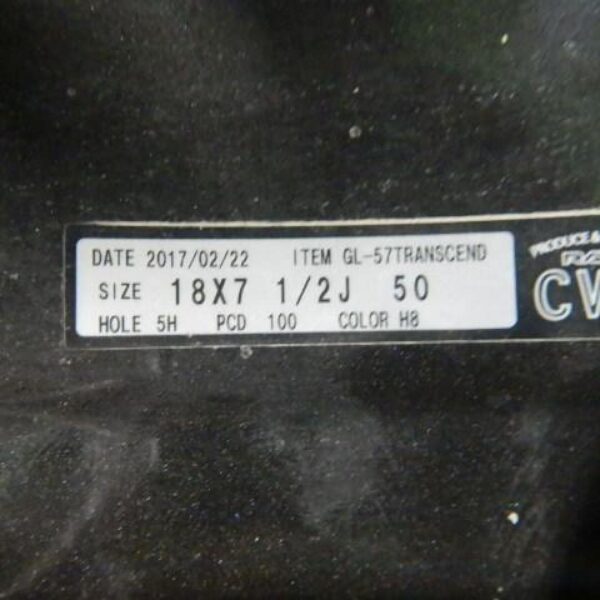 DATE 2017/02/22 ITEM GL-57TRANSCEND
SIZE 18X7 1/2J 50
HOLE 5H PCD 100 COLOR H8
PRODUCE &
CW